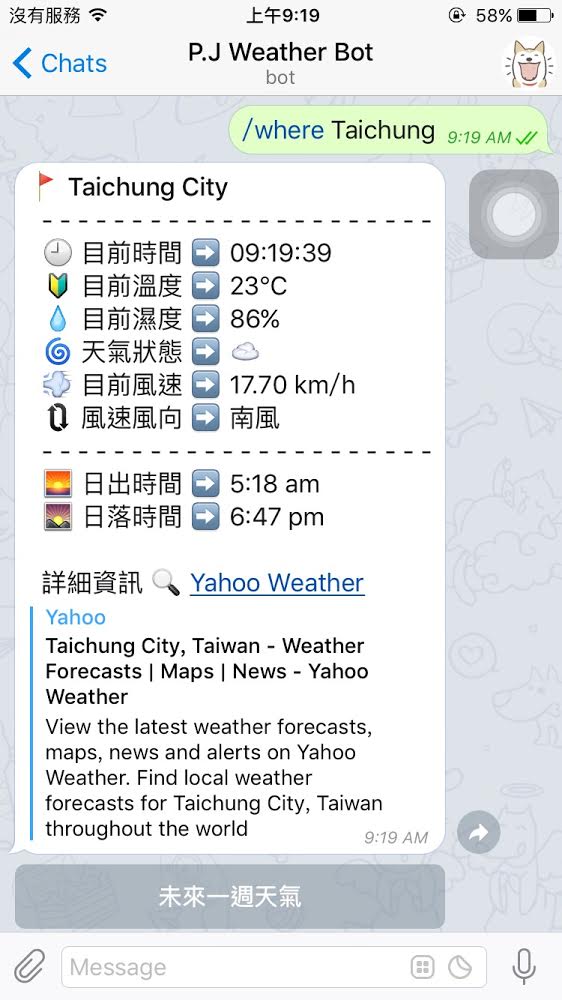 沒有服務 上午9:19 58%
Chats P.J Weather Bot
bot
/where Taichung 9:19 AM
Taichung City
- - - - - - - - - - - - - - - - - - - - - - - - - -
目前時間 ➡ 09:19:39
目前溫度 ➡ 23°C
目前濕度 ➡ 86%
天氣狀態 ➡ ☁
目前風速 ➡ 17.70 km/h
風速風向 ➡ 南風
- - - - - - - - - - - - - - - - - - - - - - - - - -
日出時間 ➡ 5:18 am
日落時間 ➡ 6:47 pm
詳細資訊 🔍 Yahoo Weather
Yahoo
Taichung City, Taiwan - Weather
Forecasts | Maps | News - Yahoo
Weather
View the latest weather forecasts,
maps, news and alerts on Yahoo
Weather. Find local weather
forecasts for Taichung City, Taiwan
throughout the world
9:19 AM
未來一週天氣
Message